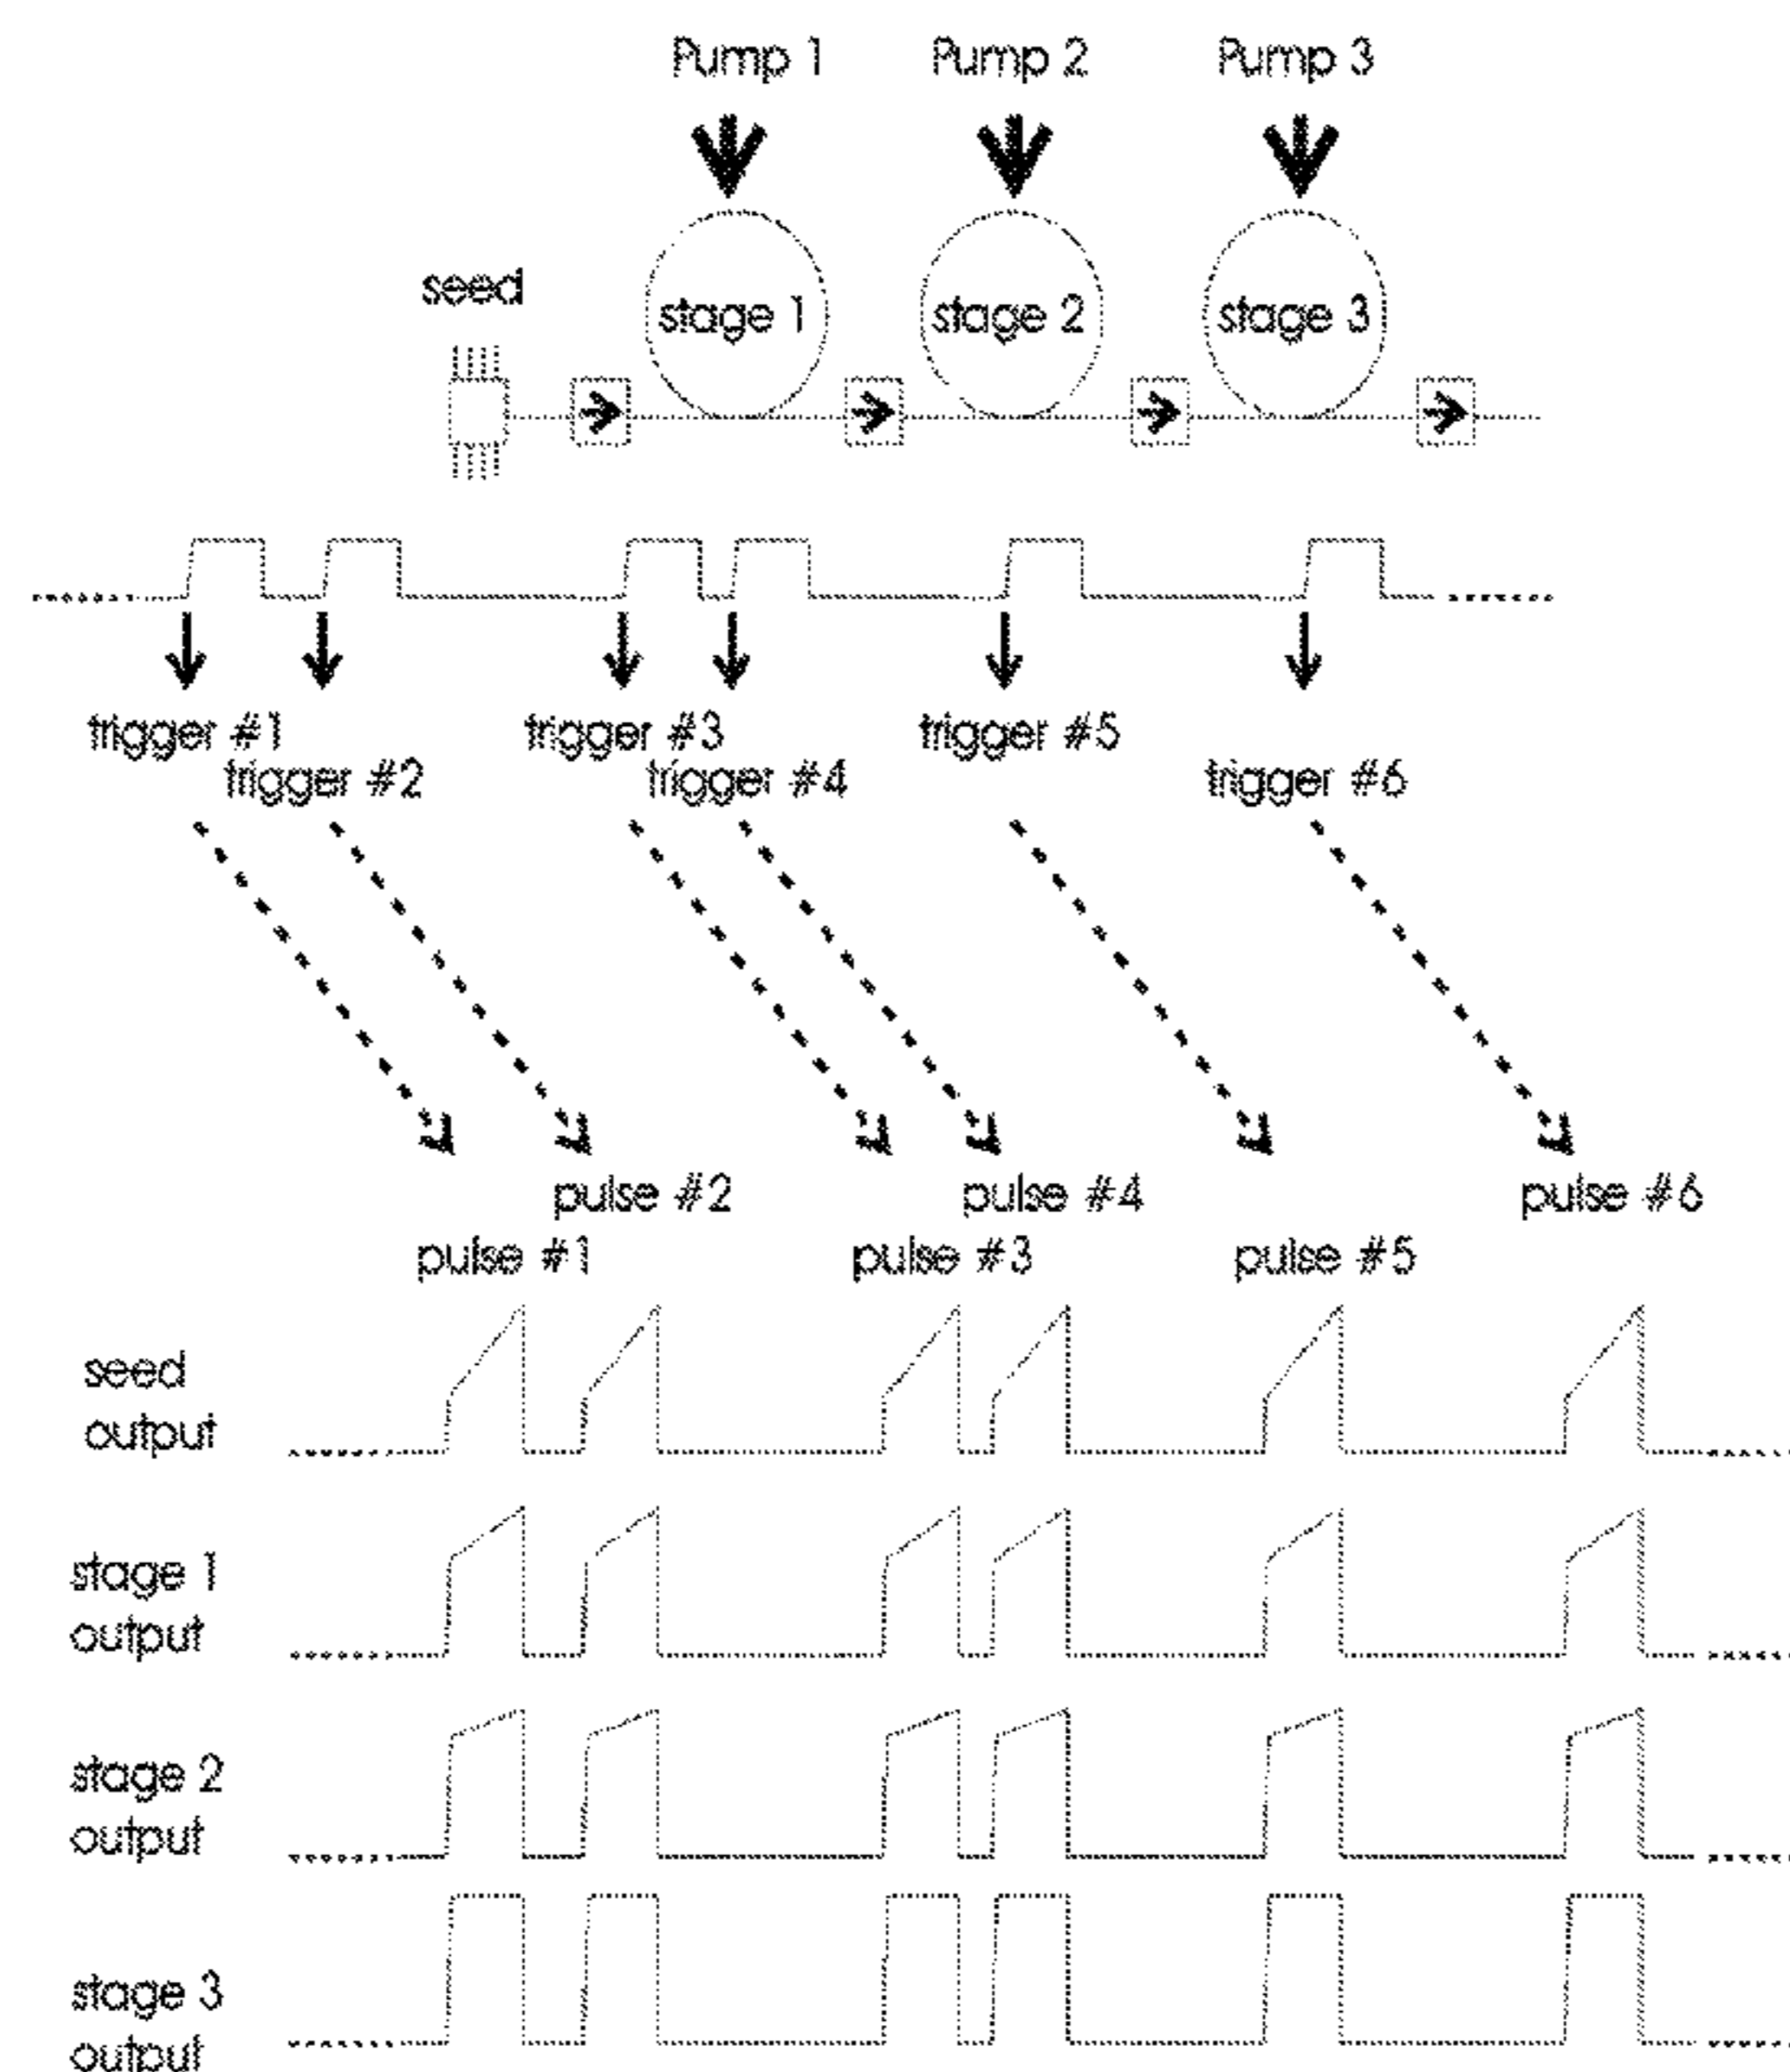 Pump 1 Pump 2 Pump 3
seed
stage 1 stage 2 stage 3
trigger #1 trigger #3 trigger #5
trigger #2 trigger #4 trigger #6
pulse #2 pulse #4 pulse #6
pulse #1 pulse #3 pulse #5
seed
output
stage 1
output
stage 2
output
stage 3
output